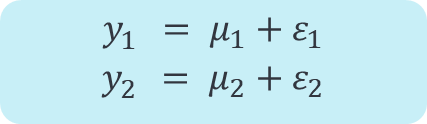 y₁ = μ₁ + ε₁
y₂ = μ₂ + ε₂